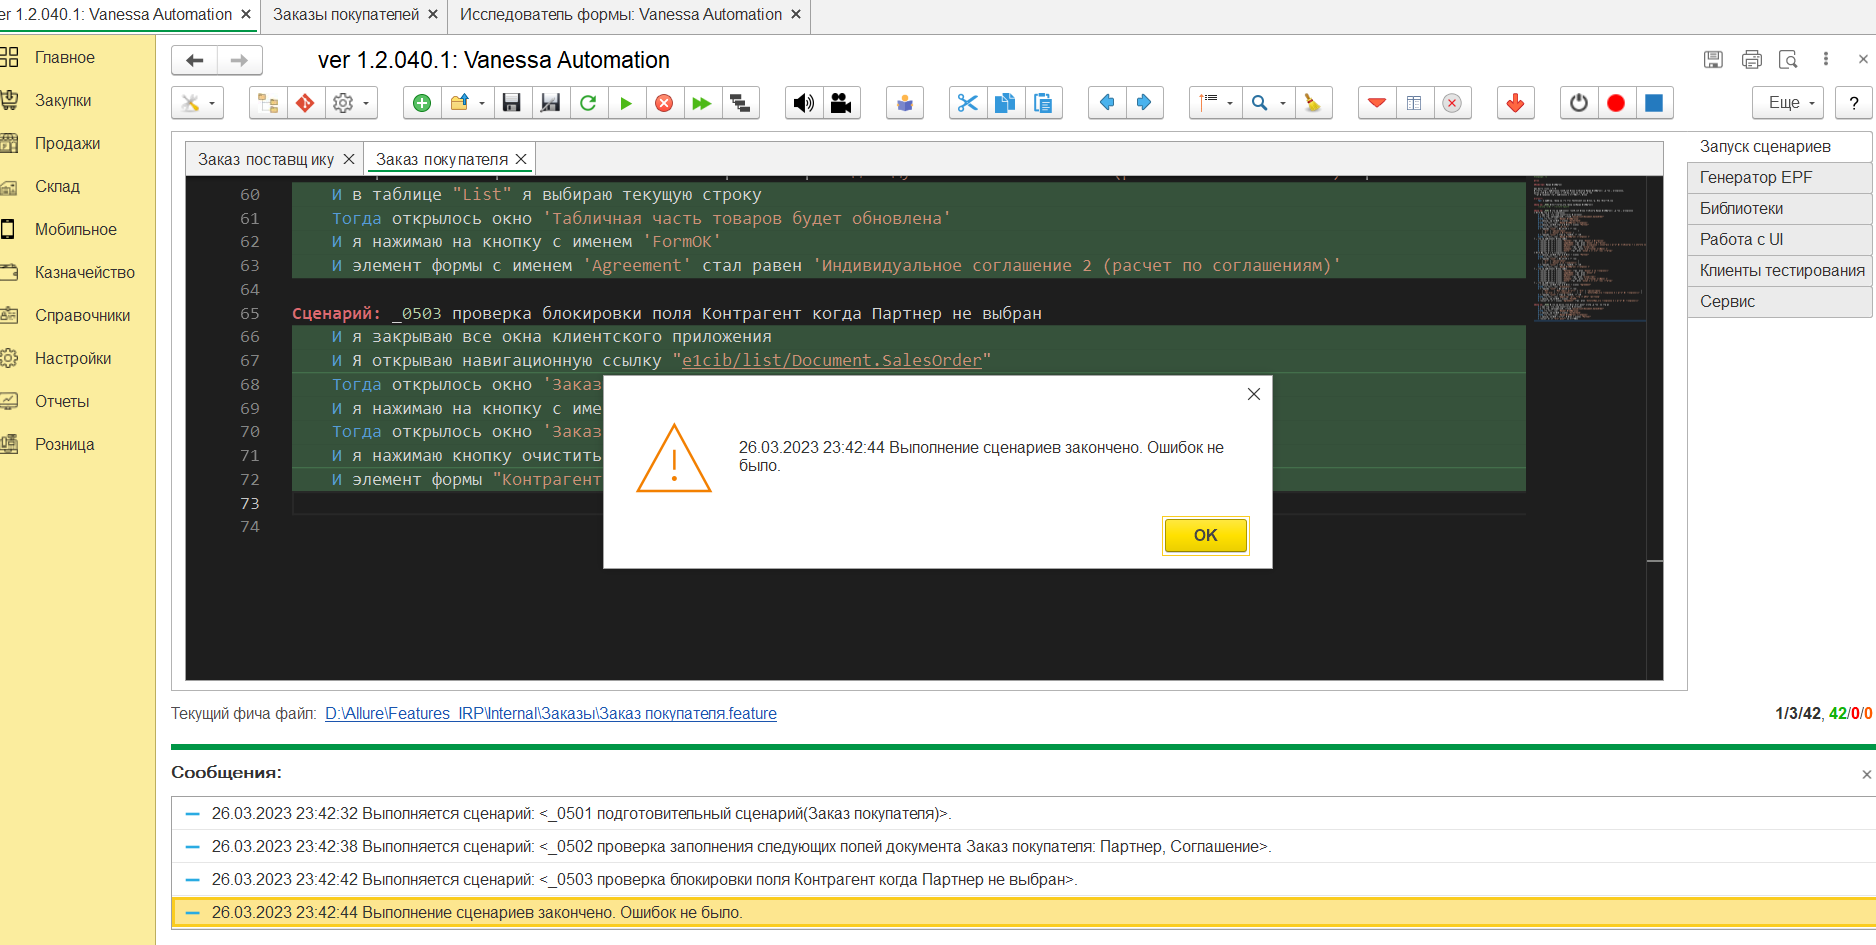 er 1.2.040.1: Vanessa Automation
Заказы покупателей
Исследователь формы: Vanessa Automation
Главное
Закупки
Продажи
Склад
Мобильное
Казначейство
Справочники
Настройки
Отчеты
Розница
ver 1.2.040.1: Vanessa Automation
Еще
?
Заказ поставщику
Заказ покупателя
60 И в таблице "List" я выбираю текущую строку
61 Тогда открылось окно 'Табличная часть товаров будет обновлена'
62 И я нажимаю на кнопку с именем 'FormOK'
63 И элемент формы с именем 'Agreement' стал равен 'Индивидуальное соглашение 2 (расчет по соглашениям)'
64
65 Сценарий: _0503 проверка блокировки поля Контрагент когда Партнер не выбран
66 И я закрываю все окна клиентского приложения
67 И Я открываю навигационную ссылку "e1cib/list/Document.SalesOrder"
68 Тогда открылось окно 'Заказ
69 И я нажимаю на кнопку с име
70 Тогда открылось окно 'Заказ
71 И я нажимаю кнопку очистить
72 И элемент формы "Контрагент
73
74
26.03.2023 23:42:44 Выполнение сценариев закончено. Ошибок не
было.
OK
Запуск сценариев
Генератор EPF
Библиотеки
Работа с UI
Клиенты тестирования
Сервис
Текущий фича файл: D:\Allure\Features_IRP\Internal\Заказы\Заказ покупателя.feature
1/3/42, 42/0/0
Сообщения:
26.03.2023 23:42:32 Выполняется сценарий: <_0501 подготовительный сценарий(Заказ покупателя)>.
26.03.2023 23:42:38 Выполняется сценарий: <_0502 проверка заполнения следующих полей документа Заказ покупателя: Партнер, Соглашение>.
26.03.2023 23:42:42 Выполняется сценарий: <_0503 проверка блокировки поля Контрагент когда Партнер не выбран>.
26.03.2023 23:42:44 Выполнение сценариев закончено. Ошибок не было.